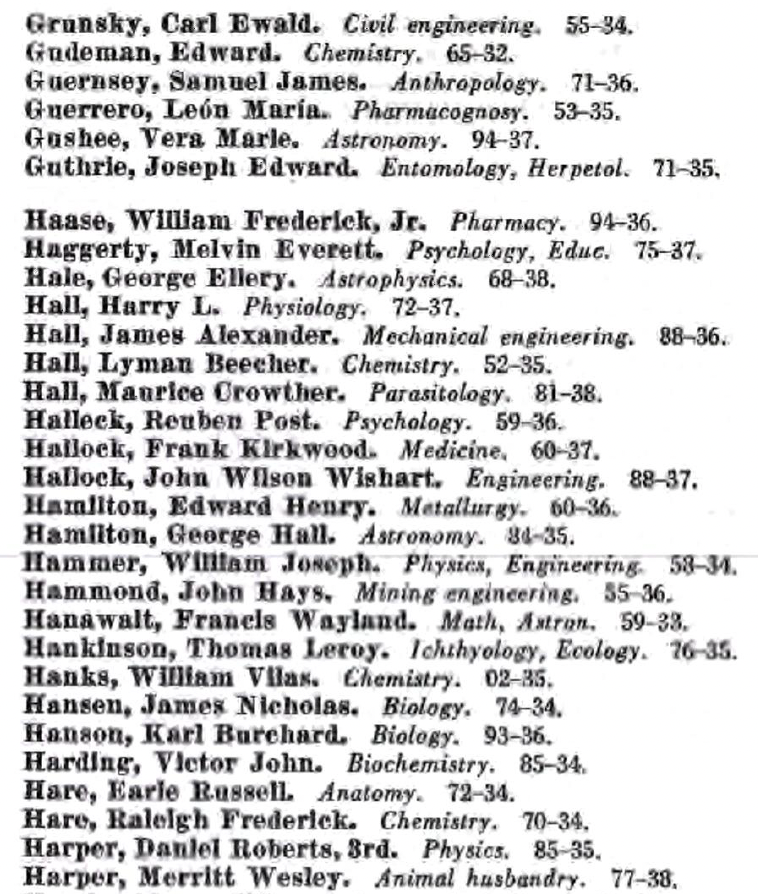 Grunsky, Carl Ewald. Civil engineering. 55–34.
Gudeman, Edward. Chemistry. 65–32.
Guernsey, Samuel James. Anthropology. 71–36.
Guerrero, León María. Pharmacognosy. 53–35.
Gushee, Vera Marie. Astronomy. 94–37.
Guthrie, Joseph Edward. Entomology, Herpetol. 71–35.
Haase, William Frederick, Jr. Pharmacy. 94–36.
Haggerty, Melvin Everett. Psychology, Educ. 75–37.
Hale, George Ellery. Astrophysics. 68–38.
Hall, Harry L. Physiology. 72–37.
Hall, James Alexander. Mechanical engineering. 88–36.
Hall, Lyman Beecher. Chemistry. 52–35.
Hall, Maurice Crowther. Parasitology. 81–38.
Halleck, Reuben Post. Psychology. 59–36.
Hallock, Frank Kirkwood. Medicine. 60–37.
Hallock, John Wilson Wishart. Engineering. 88–37.
Hamilton, Edward Henry. Metallurgy. 60–36.
Hamilton, George Hall. Astronomy. 84–35.
Hammer, William Joseph. Physics, Engineering. 58–34.
Hammond, John Hays. Mining engineering. 55–36.
Hanawalt, Francis Wayland. Math, Astron. 59–33.
Hankinson, Thomas Leroy. Ichthyology, Ecology. 76–35.
Hanks, William Vilas. Chemistry. 02–35.
Hansen, James Nicholas. Biology. 74–34.
Hanson, Karl Burchard. Biology. 93–36.
Harding, Victor John. Biochemistry. 85–34.
Hare, Earle Russell. Anatomy. 72–34.
Hare, Raleigh Frederick. Chemistry. 70–34.
Harper, Daniel Roberts, 3rd. Physics. 85–35.
Harper, Merritt Wesley. Animal husbandry. 77–38.